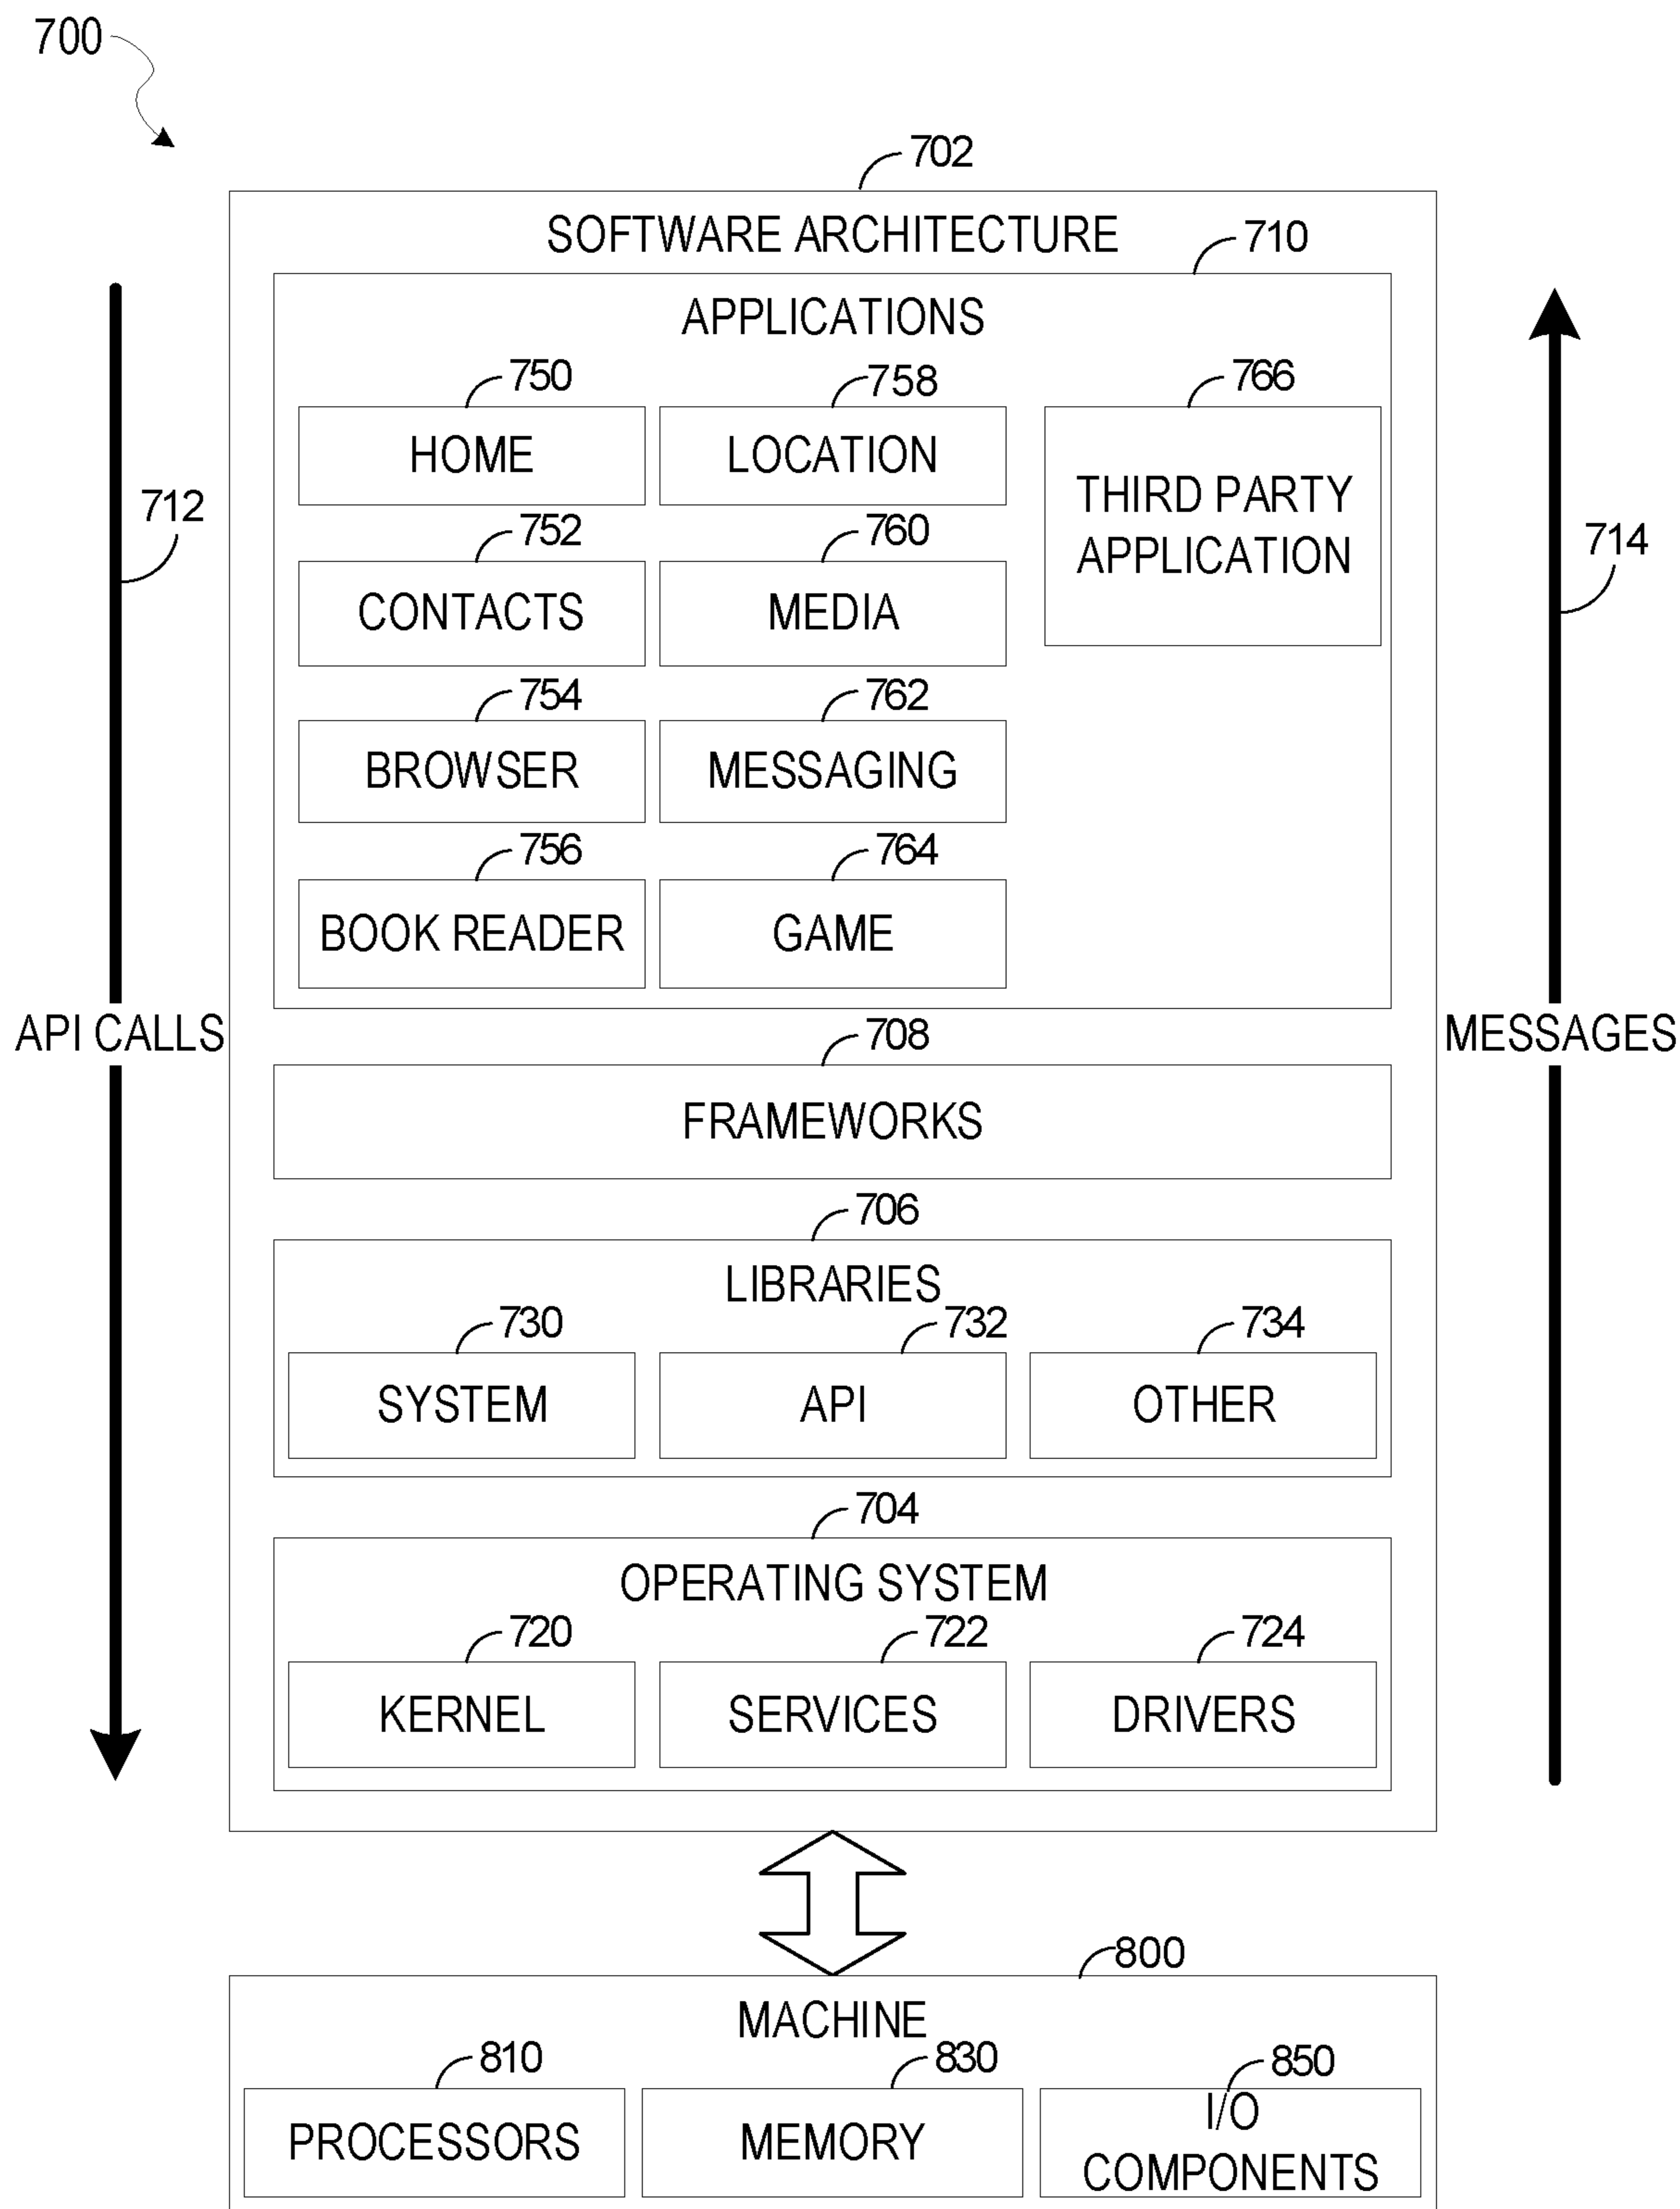 700
702
SOFTWARE ARCHITECTURE
710
APPLICATIONS
750
758
766
HOME
LOCATION
THIRD PARTY
APPLICATION
712
752
760
714
CONTACTS
MEDIA
754
762
BROWSER
MESSAGING
756
764
BOOK READER
GAME
API CALLS
MESSAGES
708
FRAMEWORKS
706
LIBRARIES
730
732
734
SYSTEM
API
OTHER
704
OPERATING SYSTEM
720
722
724
KERNEL
SERVICES
DRIVERS
800
MACHINE
810
830
850
PROCESSORS
MEMORY
I/O
COMPONENTS